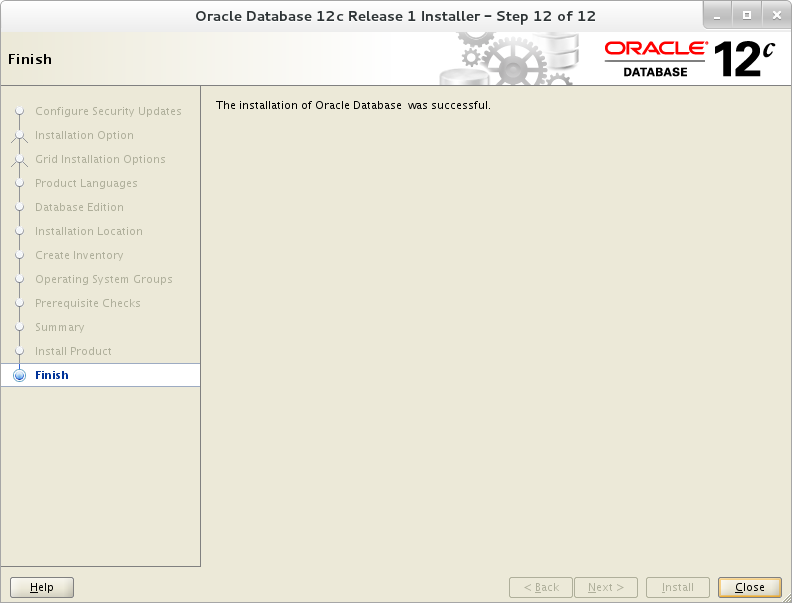 Oracle Database 12c Release 1 Installer – Step 12 of 12
Finish
ORACLE®
DATABASE
12c
Configure Security Updates
Installation Option
Grid Installation Options
Product Languages
Database Edition
Installation Location
Create Inventory
Operating System Groups
Prerequisite Checks
Summary
Install Product
Finish
The installation of Oracle Database  was successful.
Help
< Back
Next >
Install
Close